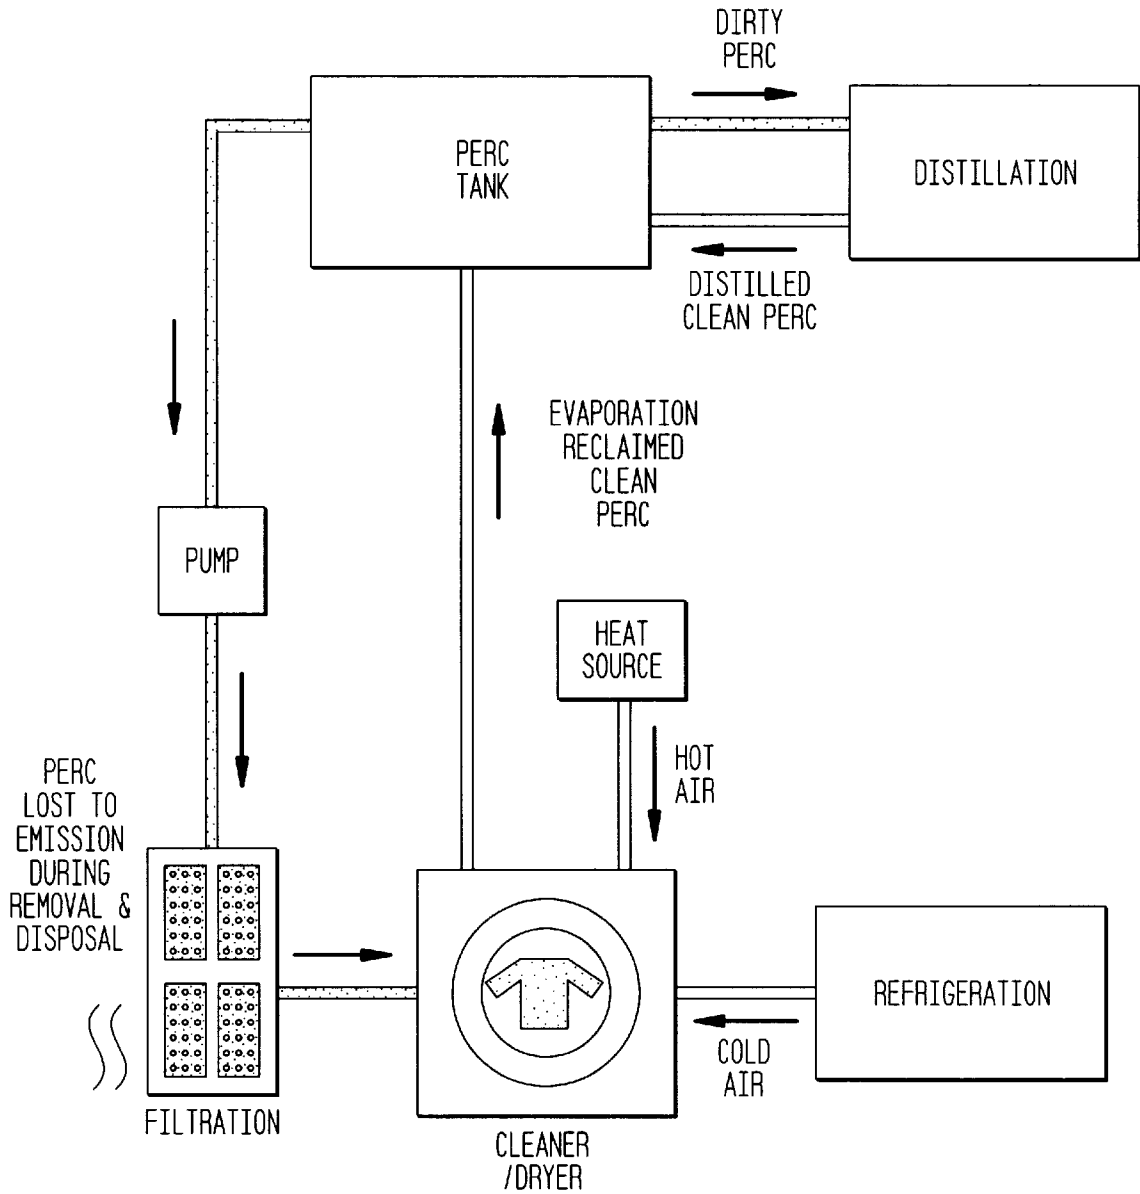 DIRTY
PERC
PERC
TANK
DISTILLATION
DISTILLED
CLEAN PERC
EVAPORATION
RECLAIMED
CLEAN
PERC
PUMP
HEAT
SOURCE
HOT
AIR
PERC
LOST TO
EMISSION
DURING
REMOVAL &
DISPOSAL
REFRIGERATION
COLD
AIR
FILTRATION
CLEANER
/DRYER